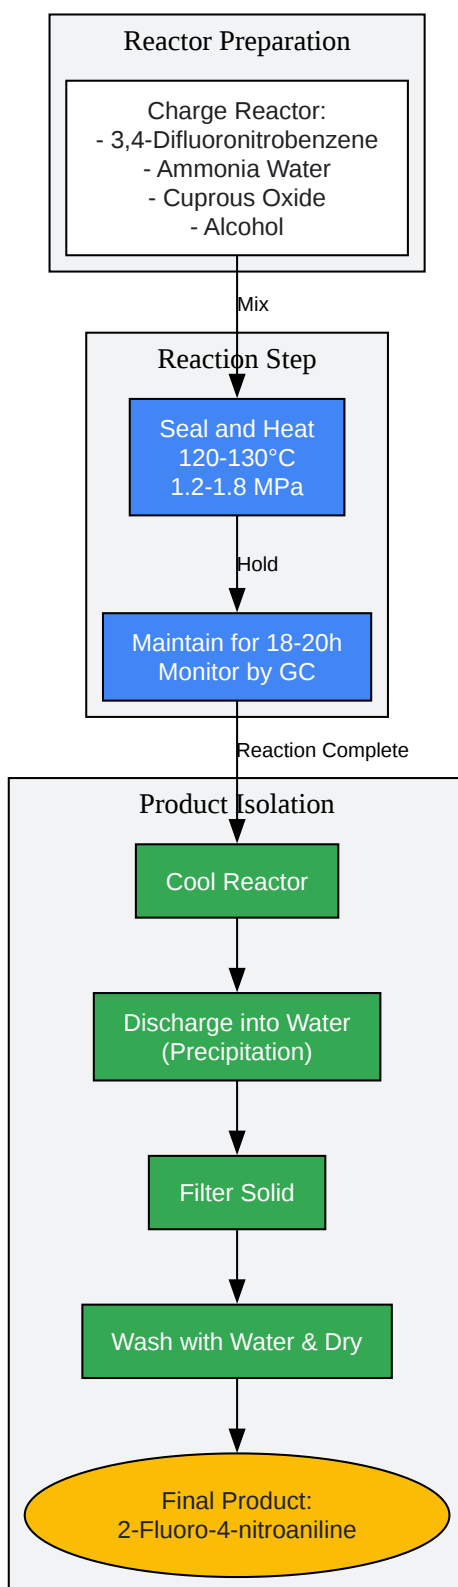 Reactor Preparation
Charge Reactor:
- 3,4-Difluoronitrobenzene
- Ammonia Water
- Cuprous Oxide
- Alcohol
Mix
Reaction Step
Seal and Heat
120-130°C
1.2-1.8 MPa
Hold
Maintain for 18-20h
Monitor by GC
Reaction Complete
Product Isolation
Cool Reactor
Discharge into Water
(Precipitation)
Filter Solid
Wash with Water & Dry
Final Product:
2-Fluoro-4-nitroaniline